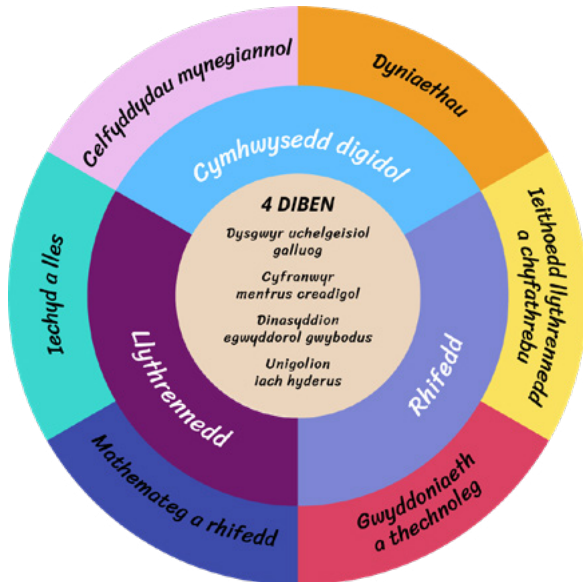 Celfyddydau mynegiannol
Dyniaethau
Cymhwysedd digidol
4 DIBEN
Dysgwyr uchelgeisiol
galluog
Cyfranwyr
mentrus creadigol
Dinasyddion
egwyddorol gwybodus
Unigolion
iach hyderus
Iechyd a lles
Llythrennedd
Rhifedd
Ieithoedd llythrennedd
a chyfathrebu
Mathemateg a rhifedd
Gwyddoniaeth
a thechnoleg